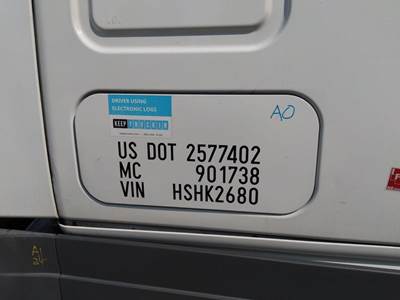 DRIVER USING
ELECTRONIC LOGS
KEEP TRUCKIN
AO
US DOT 2577402
MC 901738
VIN HSHK2680